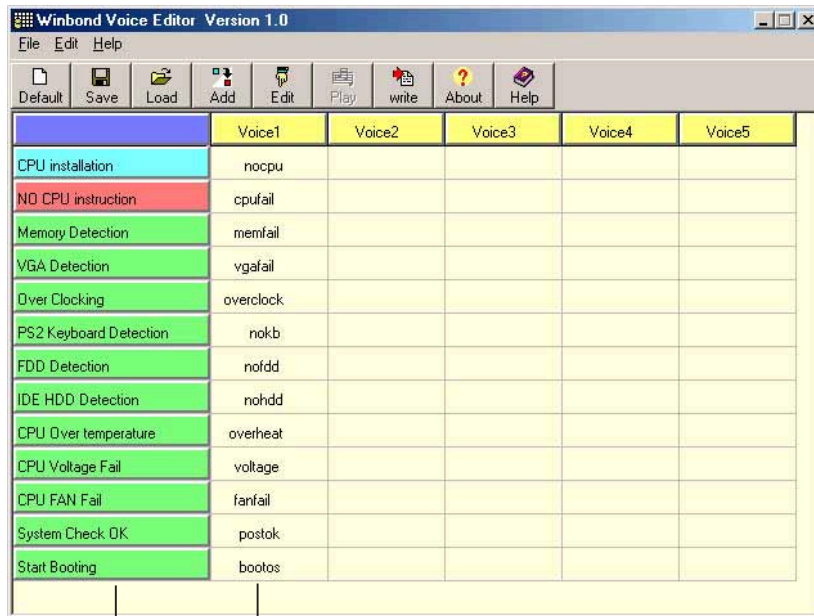 Winbond Voice Editor Version 1.0
File Edit Help
Default Save Load Add Edit Play write About Help
Voice1 Voice2 Voice3 Voice4 Voice5
CPU installation nocpu
NO CPU instruction cpufail
Memory Detection memfail
VGA Detection vgafail
Over Clocking overclock
PS2 Keyboard Detection nokb
FDD Detection nofdd
IDE HDD Detection nohdd
CPU Over temperature overheat
CPU Voltage Fail voltage
CPU FAN Fail fanfail
System Check OK postok
Start Booting bootos